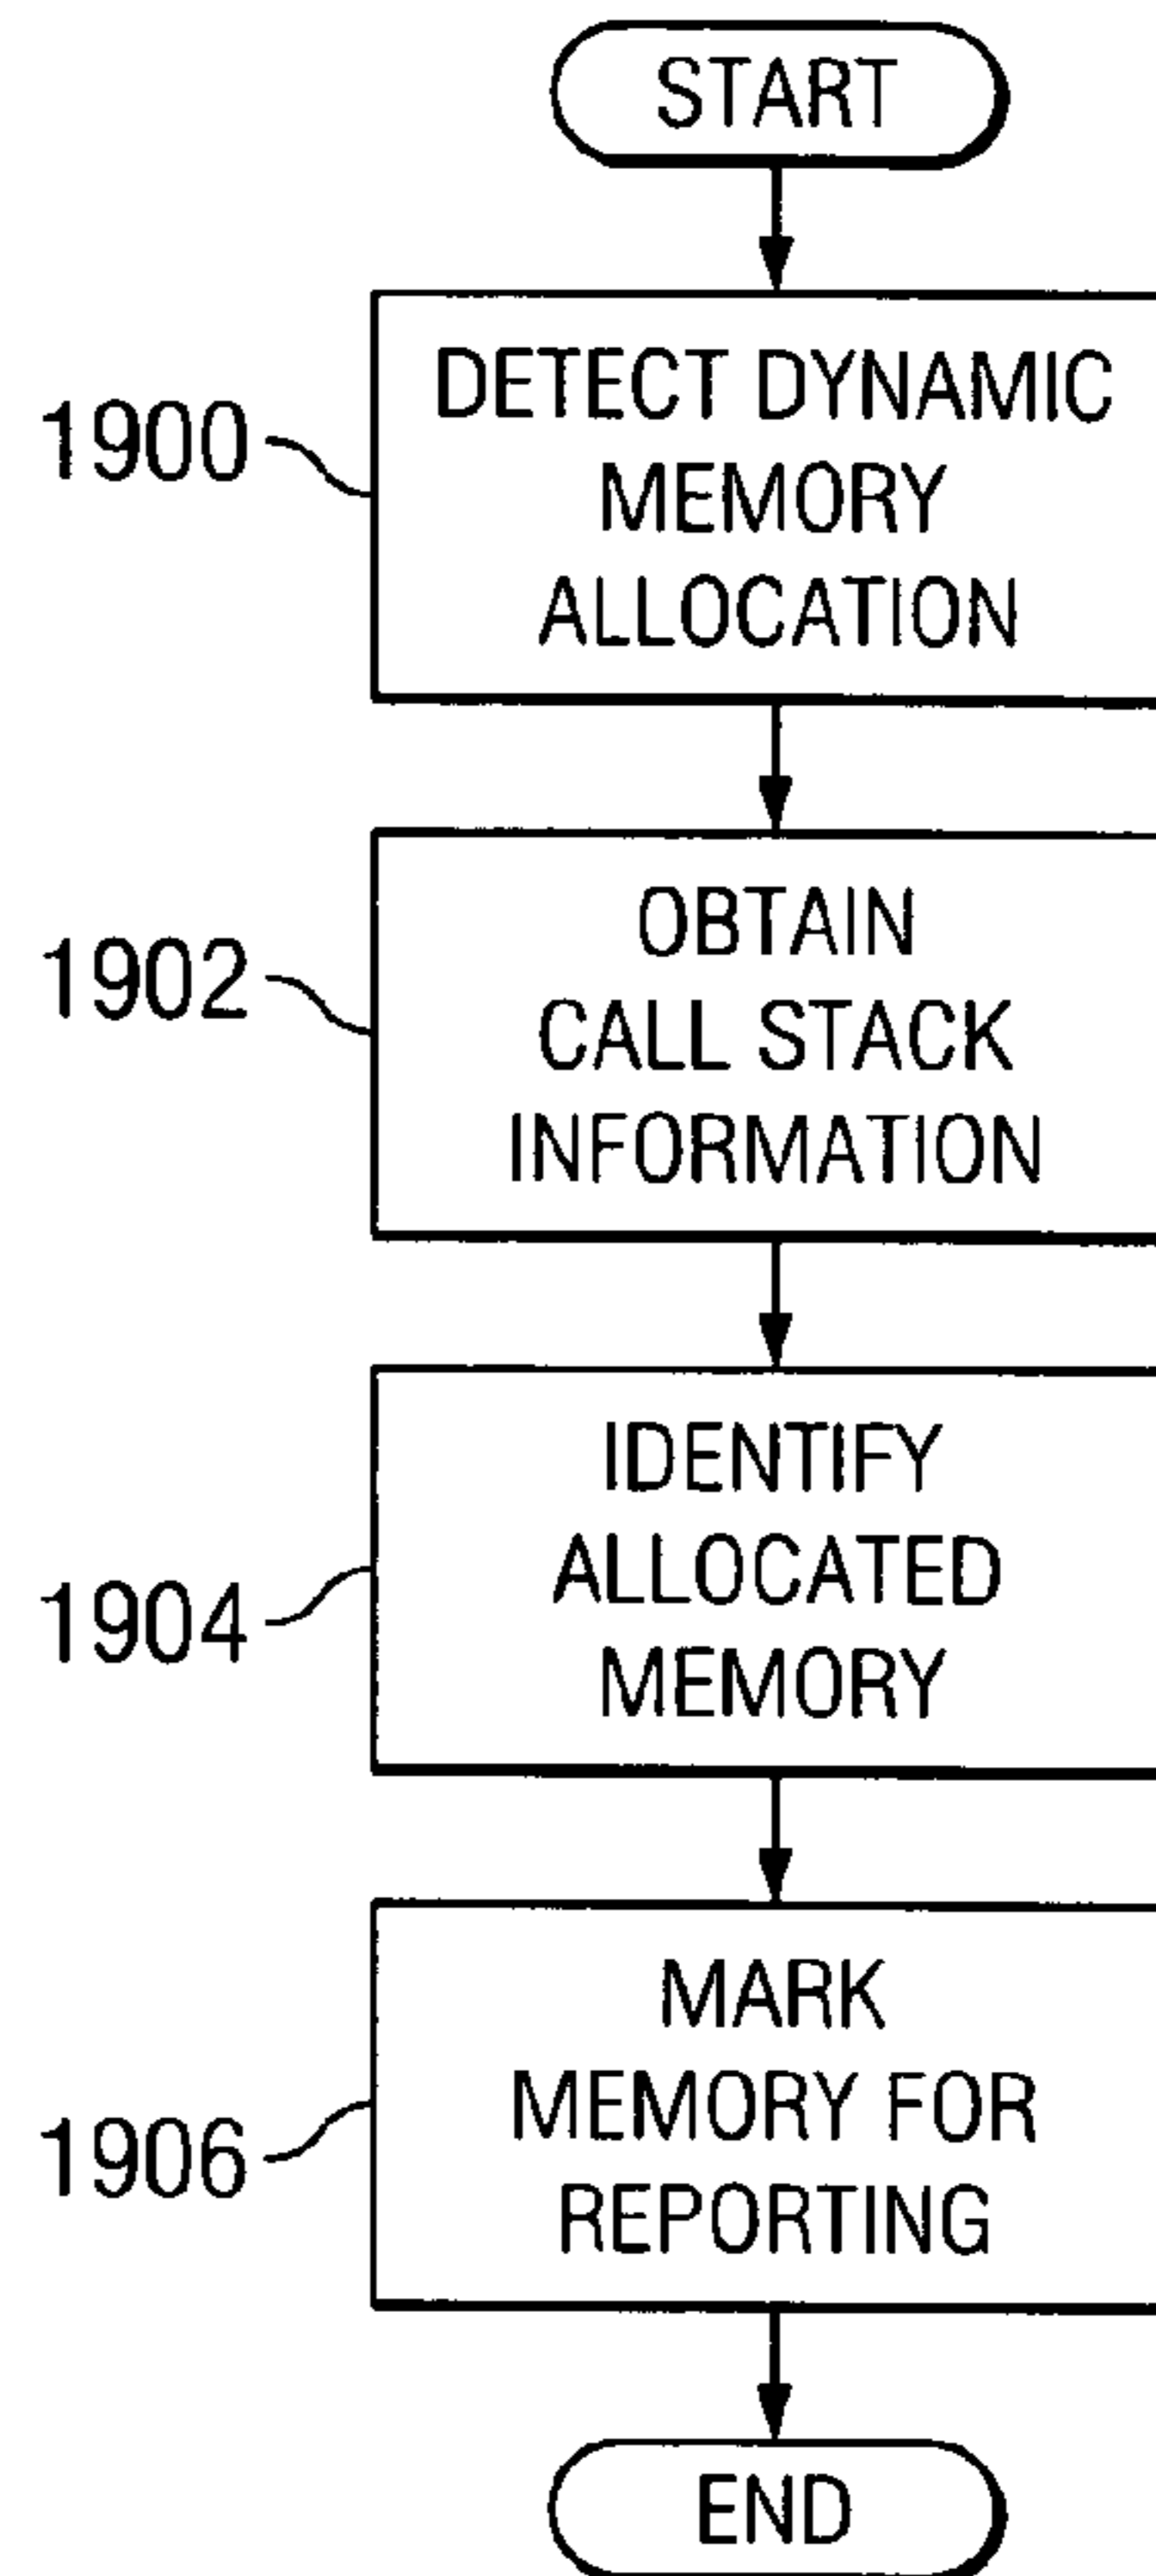 START
1900
DETECT DYNAMIC
MEMORY
ALLOCATION
1902
OBTAIN
CALL STACK
INFORMATION
1904
IDENTIFY
ALLOCATED
MEMORY
1906
MARK
MEMORY FOR
REPORTING
END